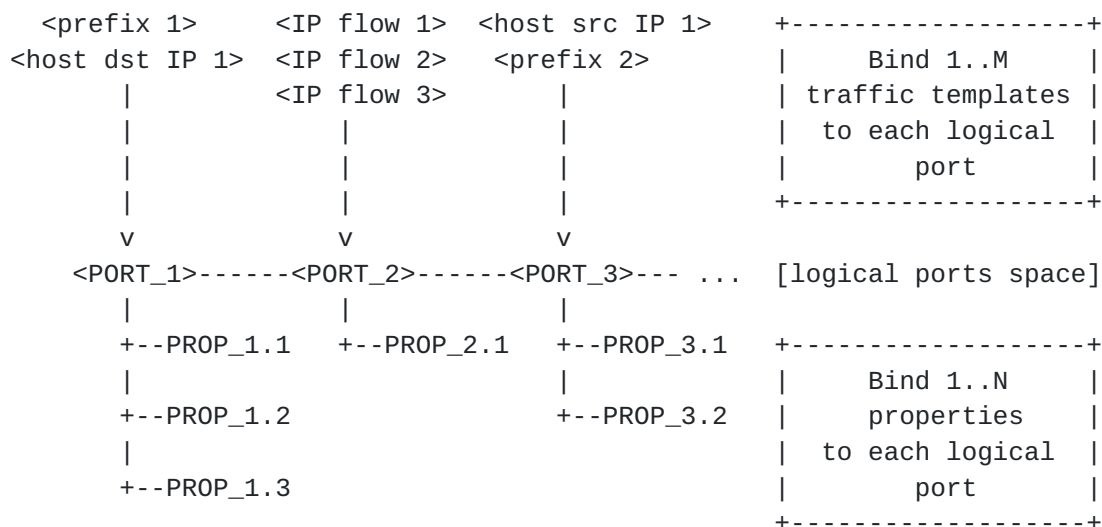 <prefix 1>     <IP flow 1>  <host src IP 1>    +-------------------+
<host dst IP 1>  <IP flow 2>   <prefix 2>        |     Bind 1..M     |
       |         <IP flow 3>       |             | traffic templates |
       |             |             |             |  to each logical  |
       |             |             |             |        port       |
       |             |             |             +-------------------+
       v             v             v
    <PORT_1>------<PORT_2>------<PORT_3>--- ...  [logical ports space]
       |             |             |
       +--PROP_1.1   +--PROP_2.1   +--PROP_3.1   +-------------------+
       |                           |             |     Bind 1..N     |
       +--PROP_1.2                 +--PROP_3.2   |     properties    |
       |                                         |  to each logical  |
       +--PROP_1.3                               |        port       |
                                                 +-------------------+